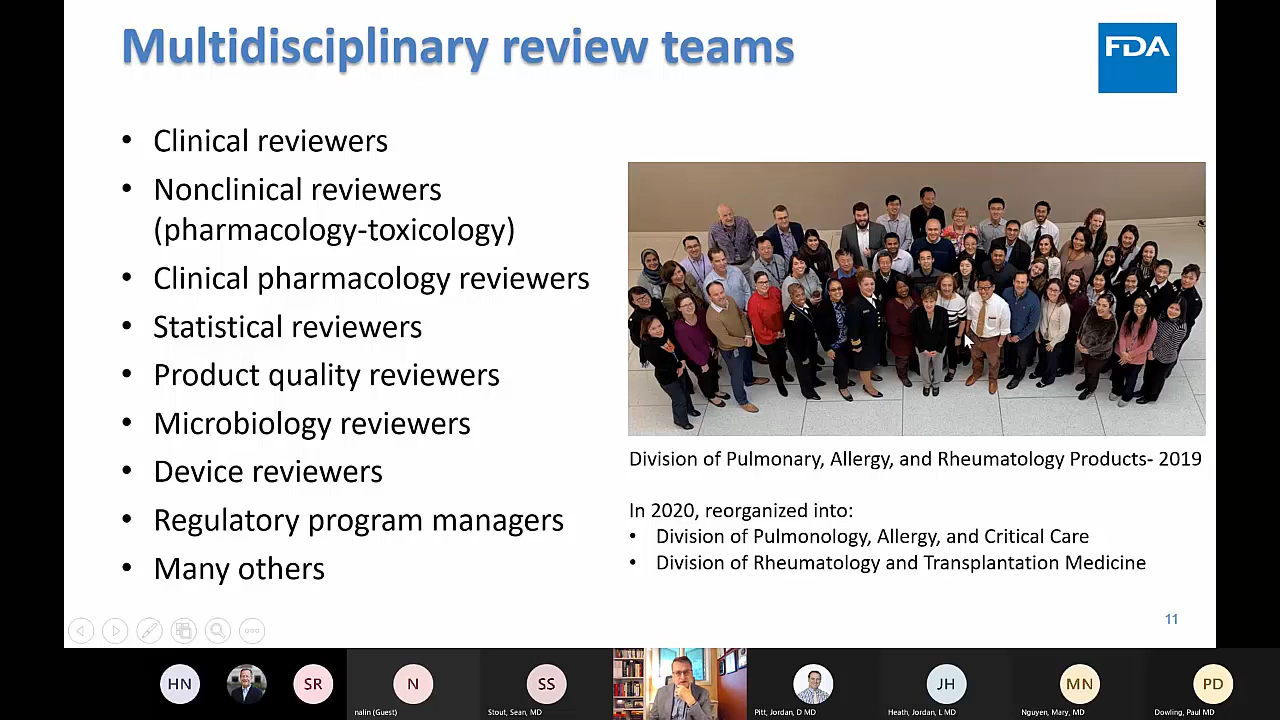 Multidisciplinary review teams
FDA
• Clinical reviewers
• Nonclinical reviewers
(pharmacology-toxicology)
• Clinical pharmacology reviewers
• Statistical reviewers
• Product quality reviewers
• Microbiology reviewers
• Device reviewers
• Regulatory program managers
• Many others
Division of Pulmonary, Allergy, and Rheumatology Products- 2019
In 2020, reorganized into:
• Division of Pulmonology, Allergy, and Critical Care
• Division of Rheumatology and Transplantation Medicine
11
HN
SR
N
SS
JH
MN
PD
nalin (Guest)
Stout, Sean, MD
Pitt, Jordan, D MD
Heath, Jordan, L MD
Nguyen, Mary, MD
Dowling, Paul MD